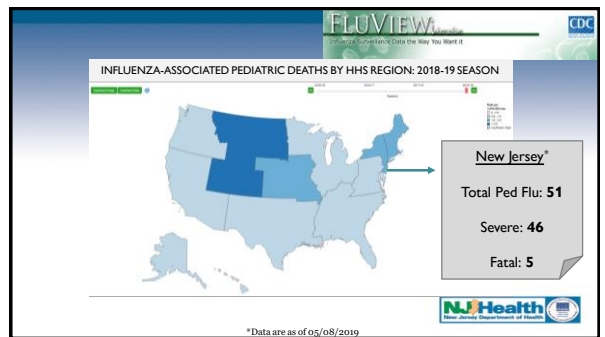 FLUVIEW Interactive
Influenza Surveillance Data the Way You Want it
CDC
INFLUENZA-ASSOCIATED PEDIATRIC DEATHS BY HHS REGION: 2018-19 SEASON
New Jersey*
Total Ped Flu: 51
Severe: 46
Fatal: 5
NJ Health
New Jersey Department of Health
*Data are as of 05/08/2019